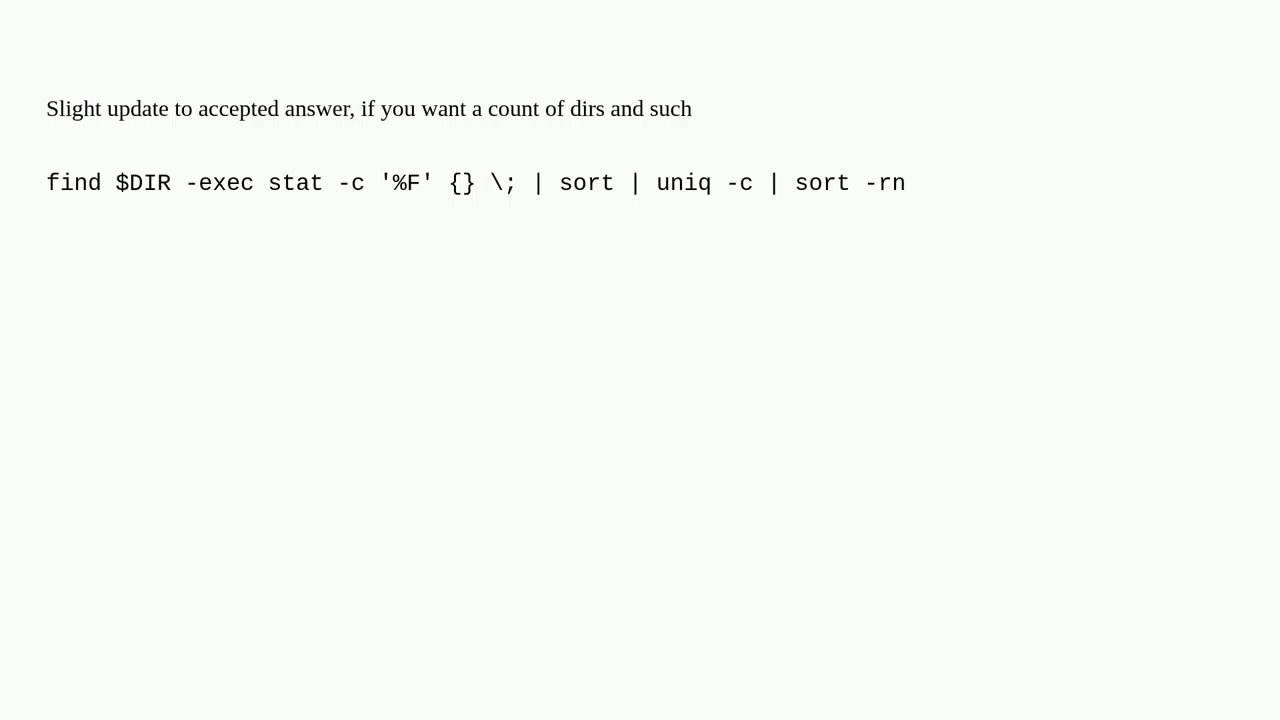 Slight update to accepted answer, if you want a count of dirs and such
find $DIR -exec stat -c '%F' {} \; | sort | uniq -c | sort -rn